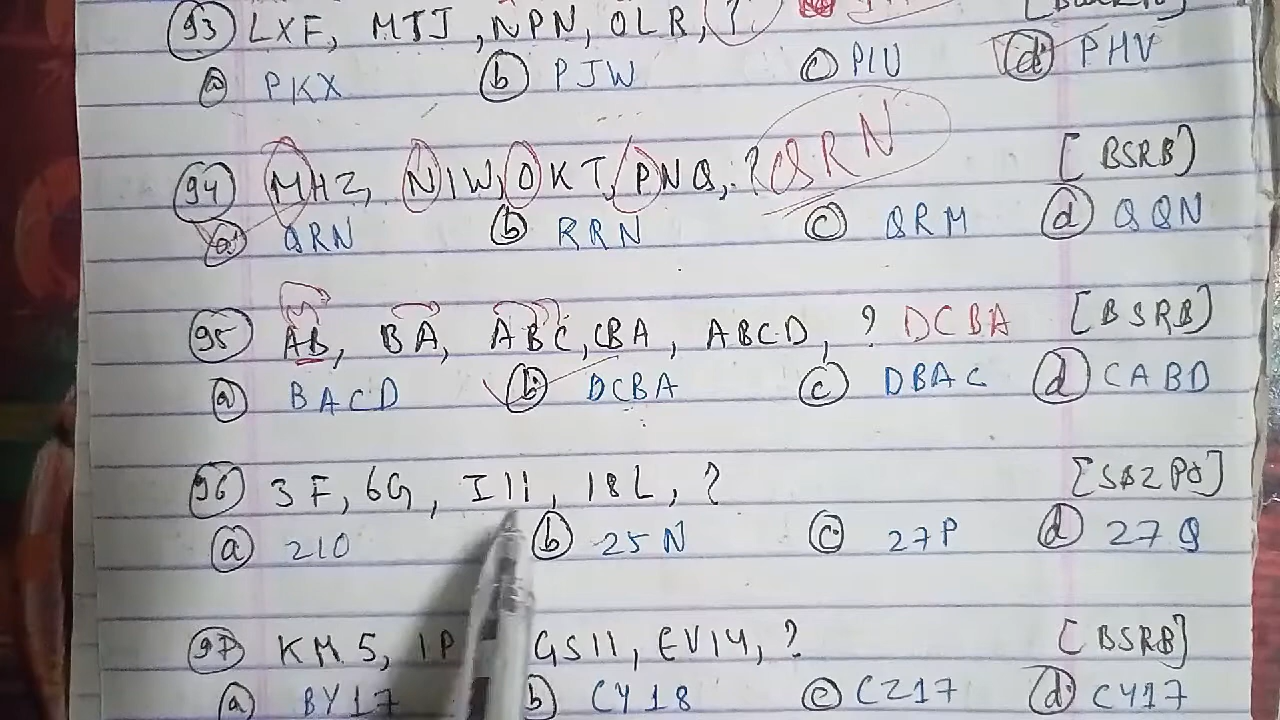 93 LXF, MTJ, NPN, OLR, ?
a PKX b PJW c PIU d PHV
94 MHZ, NIW, OKT, PNQ, ? QRN [BSRB]
a QRN b RRN c QRM d QQN
95 AB, BA, ABC, CBA, ABCD, ? DCBA [BSRB]
a BACD b DCBA c DBAC d CABD
96 3F, 6G, I11, 18L, ?
a 210 b 25N c 27P d 27Q
97 KM5, IP GS11, EV14, ? [BSRB]
a BY17 b CY18 c CZ17 d CY17